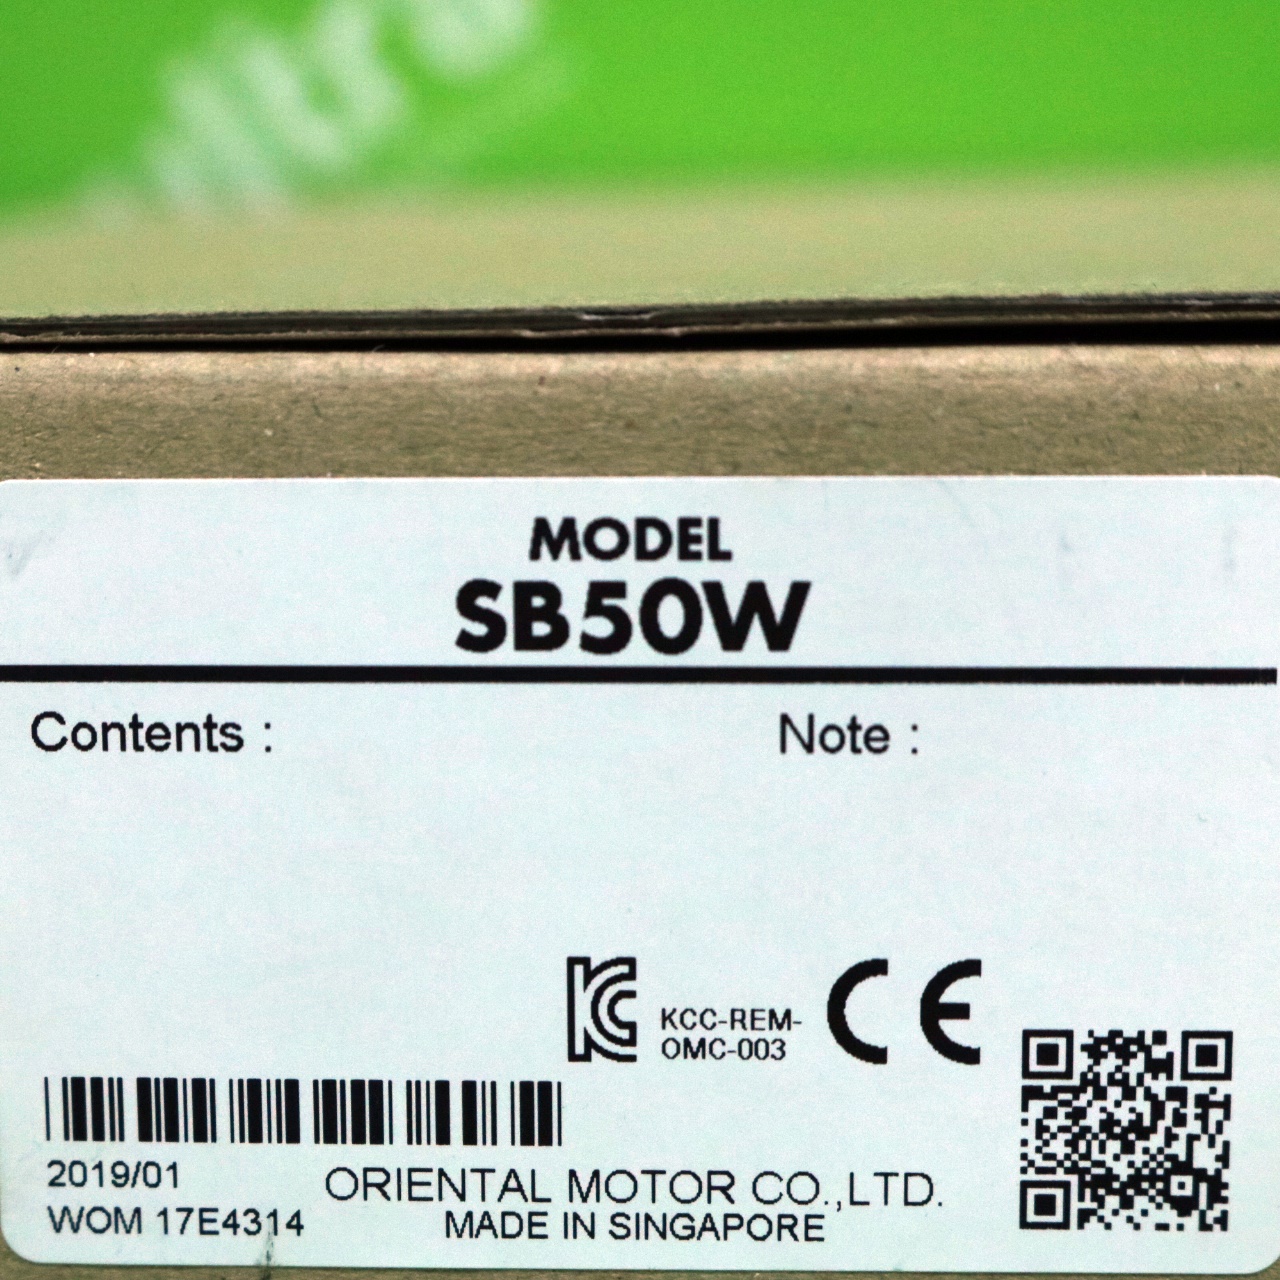 MODEL
SB50W
Contents :
Note :
KCC-REM-
OMC-003
CE
2019/01
WOM 17E4314
ORIENTAL MOTOR CO.,LTD.
MADE IN SINGAPORE